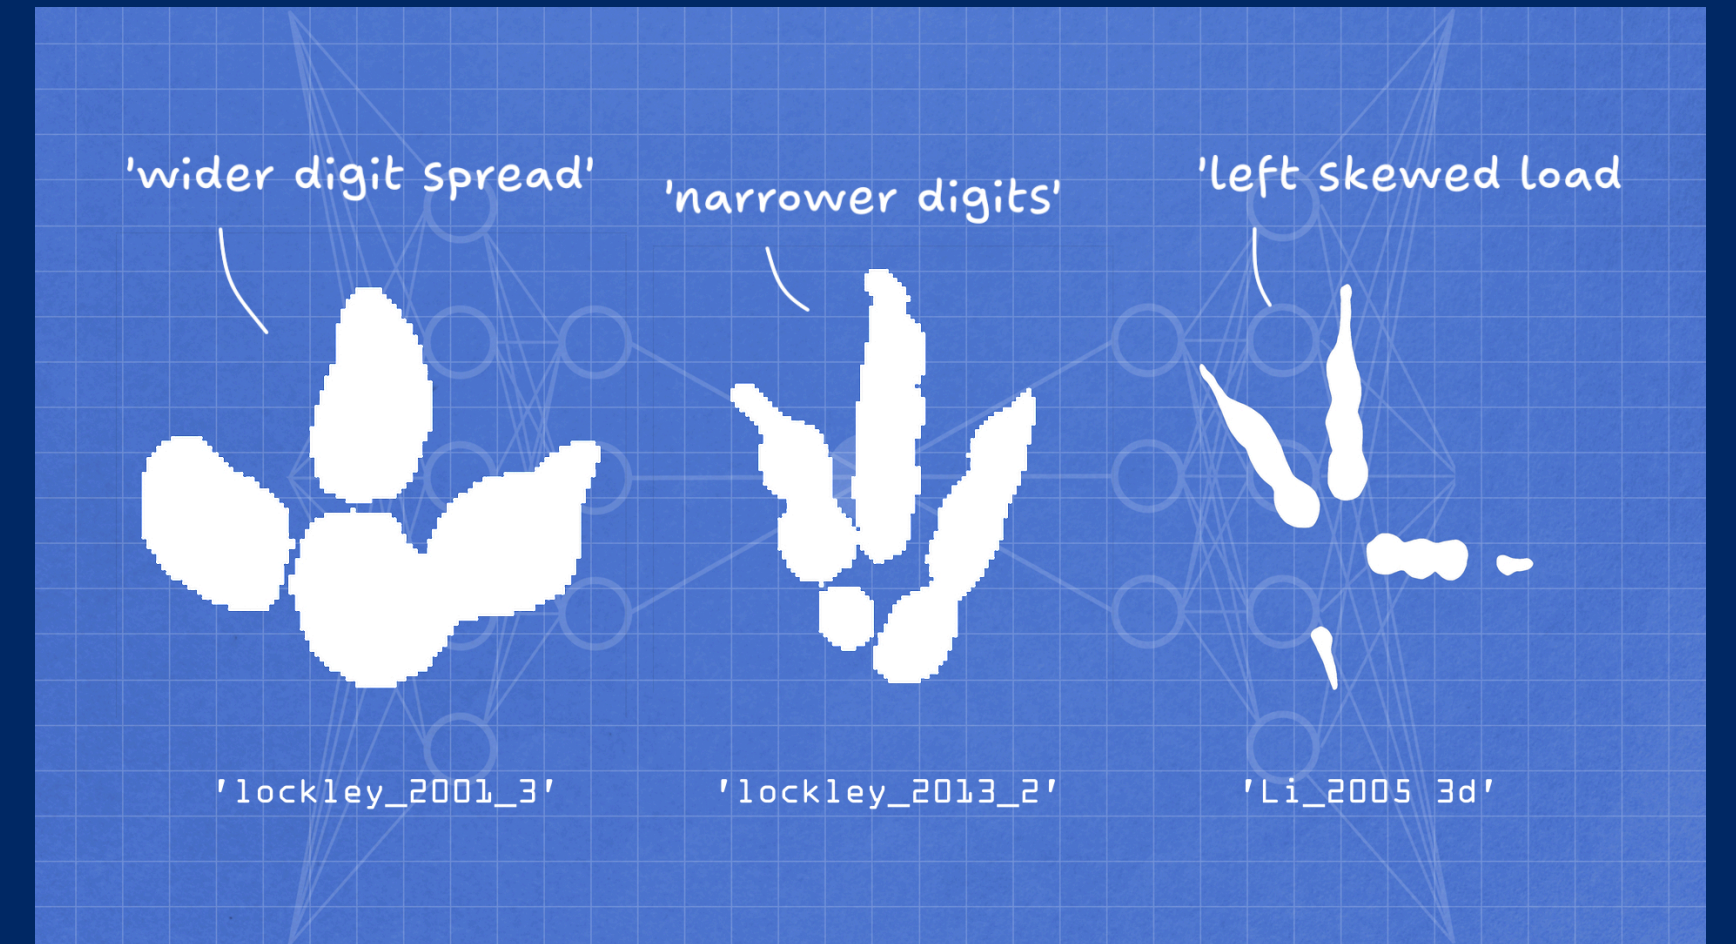 'wider digit spread'
'narrower digits'
'left skewed load
'lockley_2001_3'
'lockley_2013_2'
'Li_2005 3d'